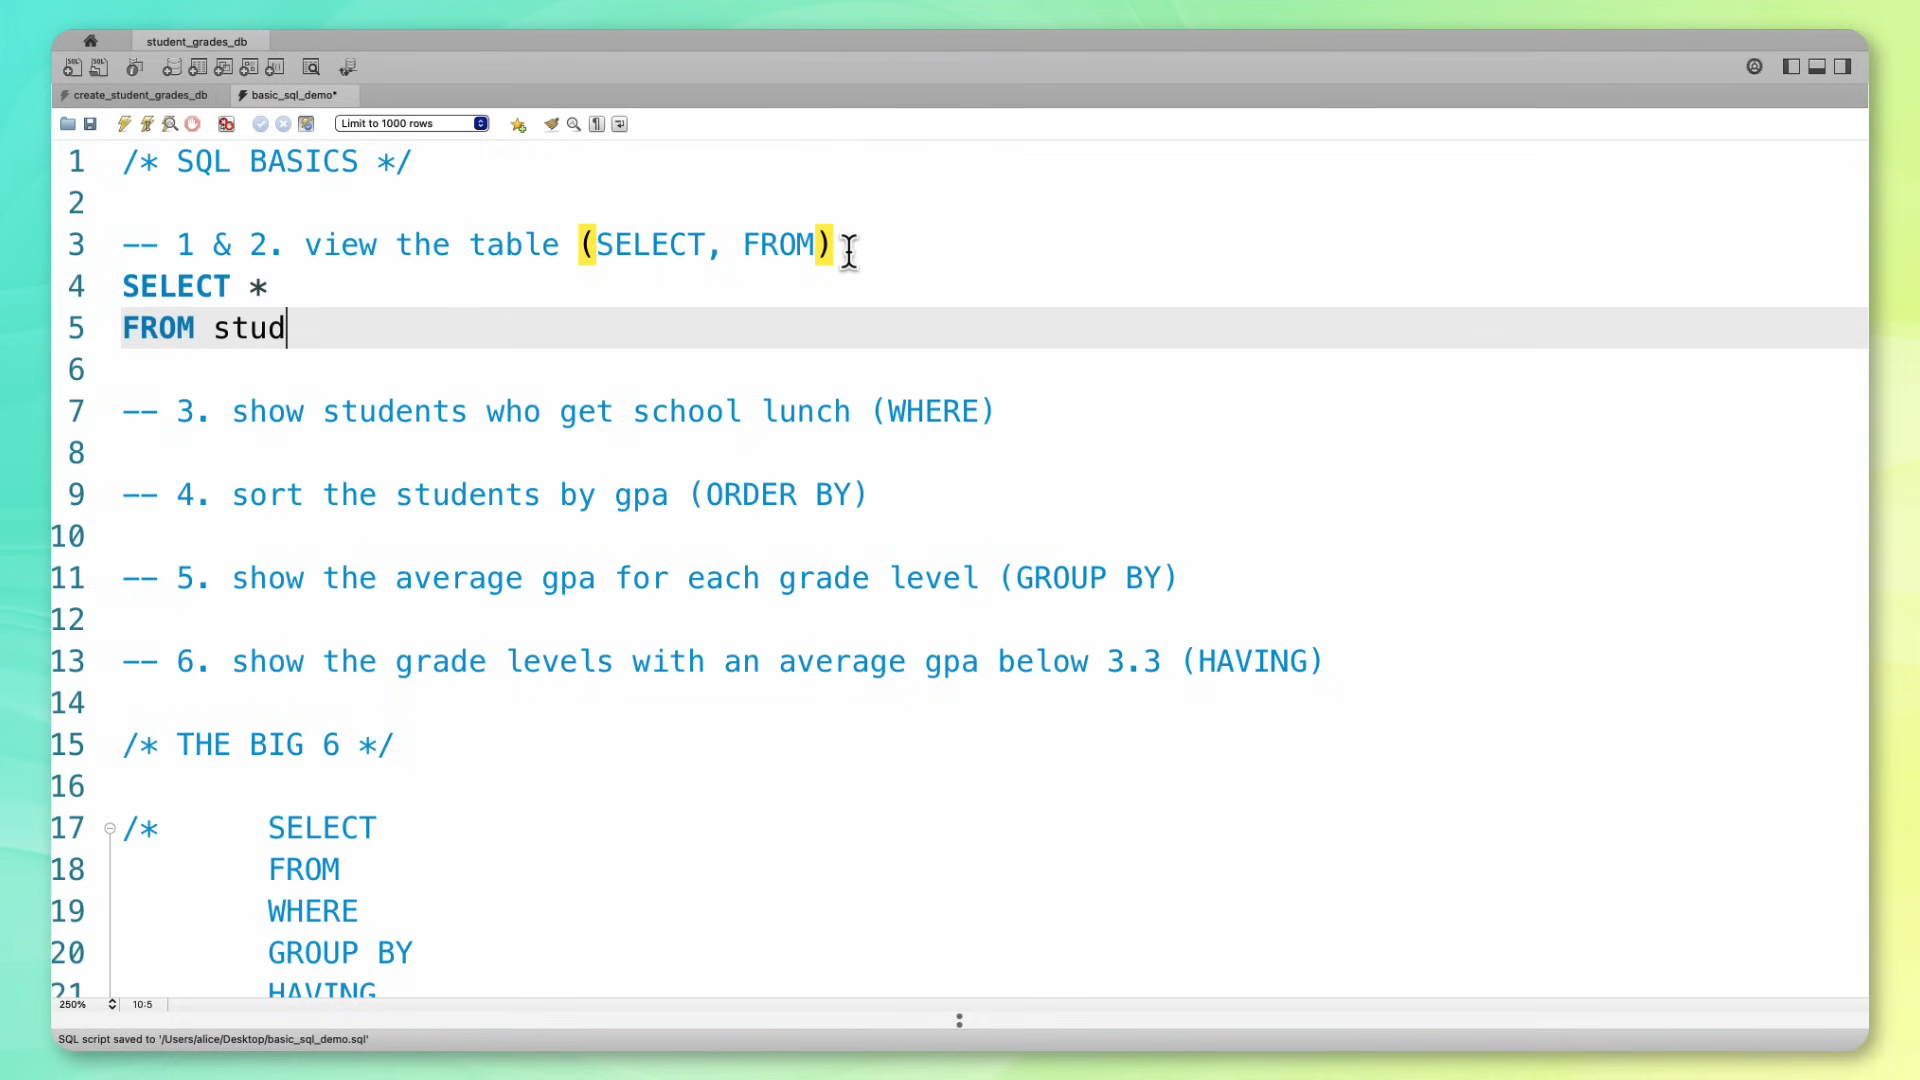 student_grades_db
create_student_grades_db
basic_sql_demo*
Limit to 1000 rows
1 /* SQL BASICS */
2
3 -- 1 & 2. view the table (SELECT, FROM)
4 SELECT *
5 FROM stud
6
7 -- 3. show students who get school lunch (WHERE)
8
9 -- 4. sort the students by gpa (ORDER BY)
10
11 -- 5. show the average gpa for each grade level (GROUP BY)
12
13 -- 6. show the grade levels with an average gpa below 3.3 (HAVING)
14
15 /* THE BIG 6 */
16
17 /* SELECT
18 FROM
19 WHERE
20 GROUP BY
21 HAVING
250% 10:5
SQL script saved to '/Users/alice/Desktop/basic_sql_demo.sql'